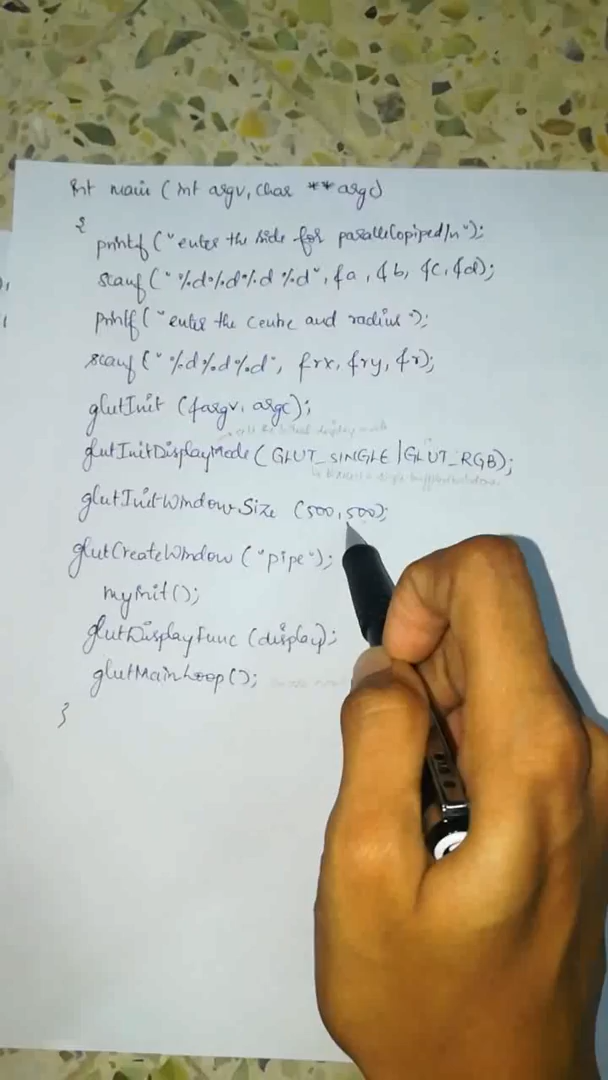 int main (int argv, char **argc)
{
printf ("enter the side for parallelopiped/n");
scanf ("%d%d%d %d", &a, &b, &c, &d);
printf ("enter the centre and radius");
scanf ("%d%d%d", &rx, &ry, &r);
glutInit (&argv, argc);
glutInitDisplayMode (GLUT_SINGLE | GLUT_RGB);
glutInitWindowSize (500,500);
glutCreateWindow ("pipe");
myinit();
glutDisplayFunc (display);
glutMainLoop();
}